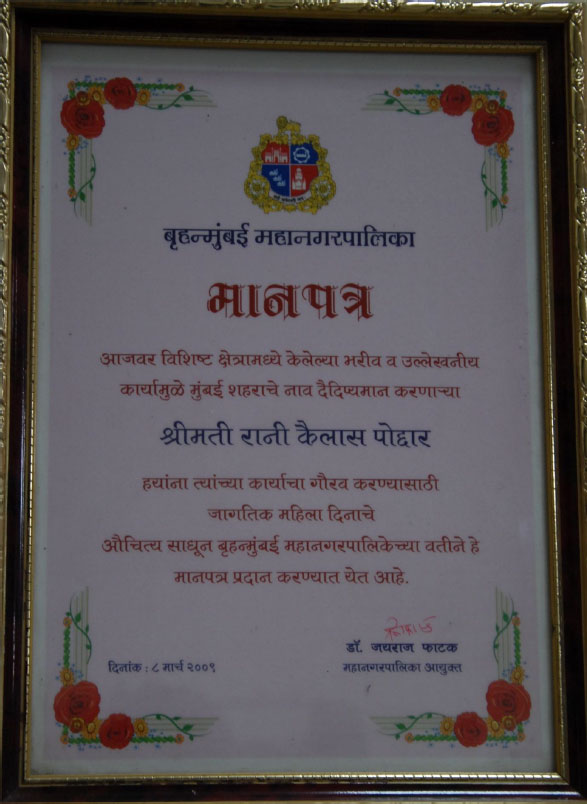 बृहन्मुंबई महानगरपालिका
मानपत्र
आजवर विशिष्ट क्षेत्रामध्ये केलेल्या भरीव व उल्लेखनीय
कार्यामुळे मुंबई शहराचे नाव दैदिप्यमान करणाऱ्या
श्रीमती रानी कैलास पोद्दार
हयांना त्यांच्या कार्याचा गौरव करण्यासाठी
जागतिक महिला दिनाचे
औचित्य साधून बृहन्मुंबई महानगरपालिकेच्या वतीने हे
मानपत्र प्रदान करण्यात येत आहे.
डॉ. जयराज फाटक
दिनांक : ८ मार्च २००९ महानगरपालिका आयुक्त